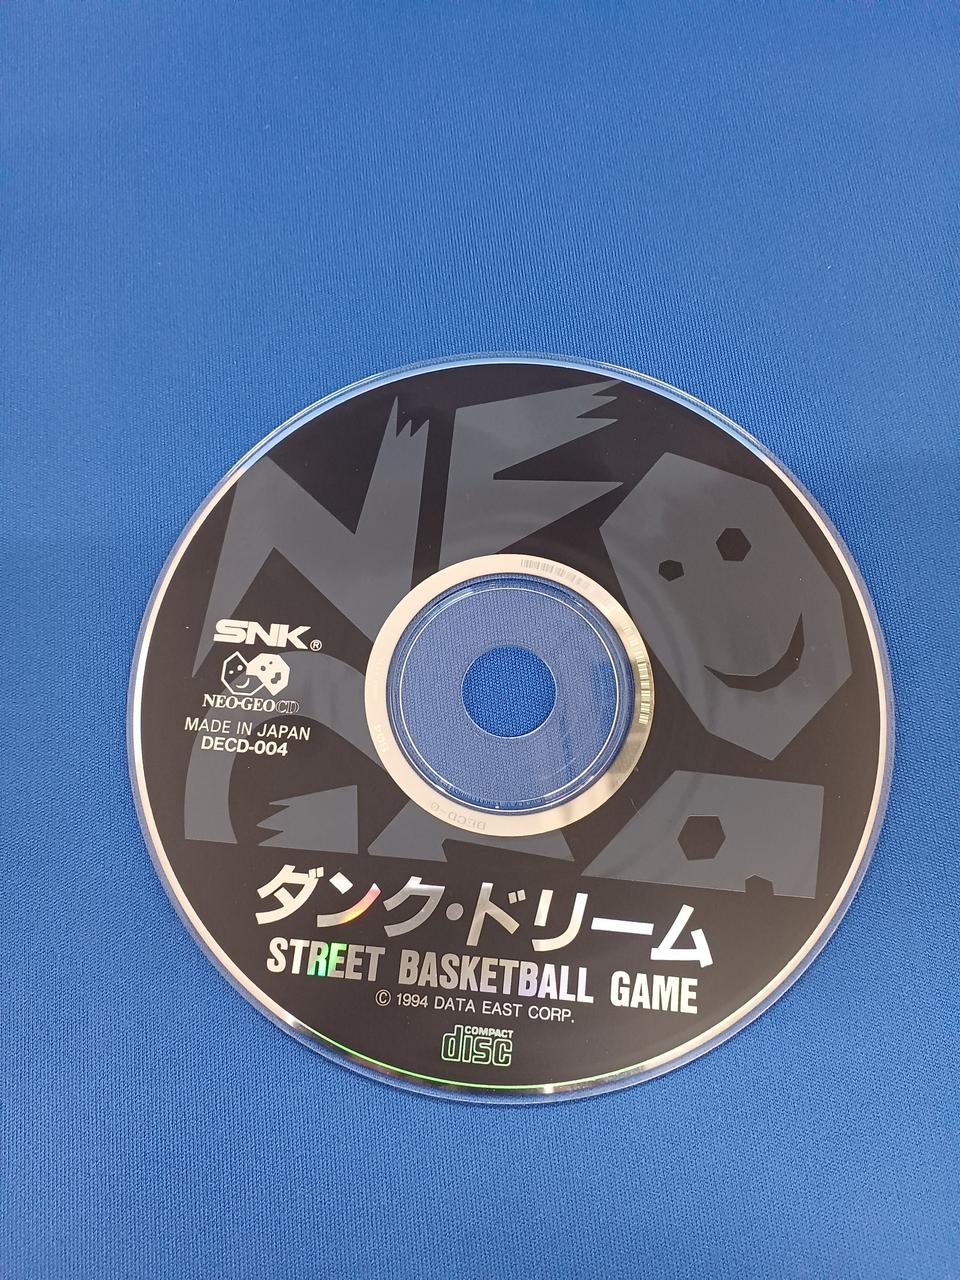 NEO
GEO
SNK®
NEO·GEO CD
MADE IN JAPAN
DECD-004
ダンク・ドリーム
STREET BASKETBALL GAME
© 1994 DATA EAST CORP.
COMPACT
disc